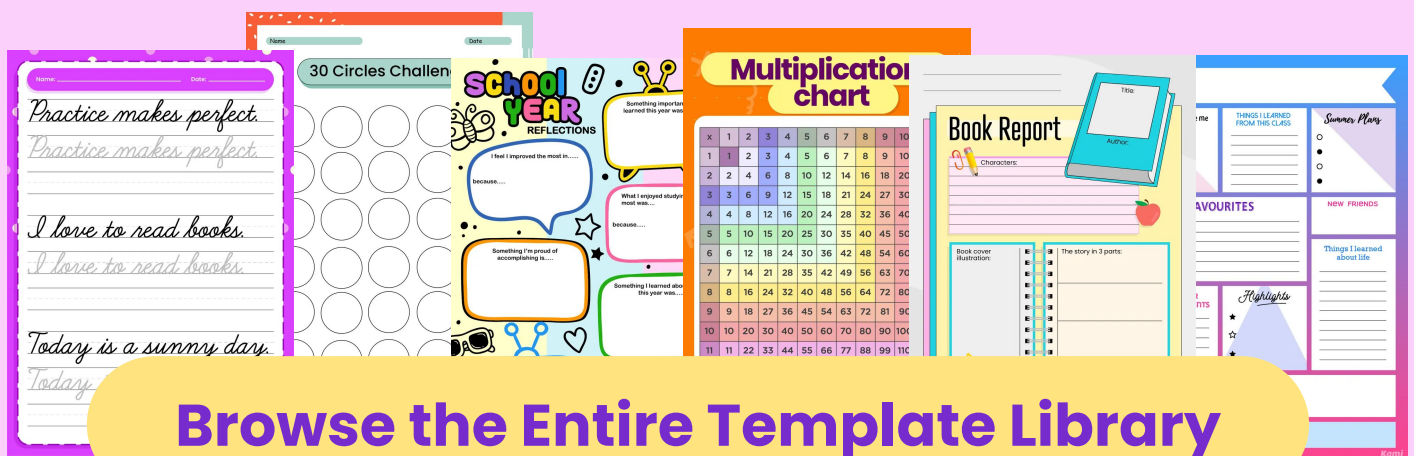 Name: Date:
Practice makes perfect.
Practice makes perfect.
I love to read books.
I love to read books.
Today is a sunny day.
Today
Name Date
30 Circles Challen
SCHOOL
YEAR
REFLECTIONS
I feel I improved the most in......
because.....
Something I'm proud of
accomplishing is.....
Something importan
learned this year was
What I enjoyed studyin
most was....
because.....
Something I learned abo
this year was....
Multiplication
chart
x 1 2 3 4 5 6 7 8 9 10
1 1 2 3 4 5 6 7 8 9 10
2 2 4 6 8 10 12 14 16 18 20
3 3 6 9 12 15 18 21 24 27 30
4 4 8 12 16 20 24 28 32 36 40
5 5 10 15 20 25 30 35 40 45 50
6 6 12 18 24 30 36 42 48 54 60
7 7 14 21 28 35 42 49 56 63 70
8 8 16 24 32 40 48 56 64 72 80
9 9 18 27 36 45 54 63 72 81 90
10 10 20 30 40 50 60 70 80 90 100
11 11 22 33 44 55 66 77 88 99 110
Book Report
Title:
Author:
Characters:
Book cover
illustration:
The story in 3 parts:
me
THINGS I LEARNED
FROM THIS CLASS
Summer Plans
AVOURITES
NEW FRIENDS
Things I learned
about life
NTS
Highlights
Browse the Entire Template Library
Kami